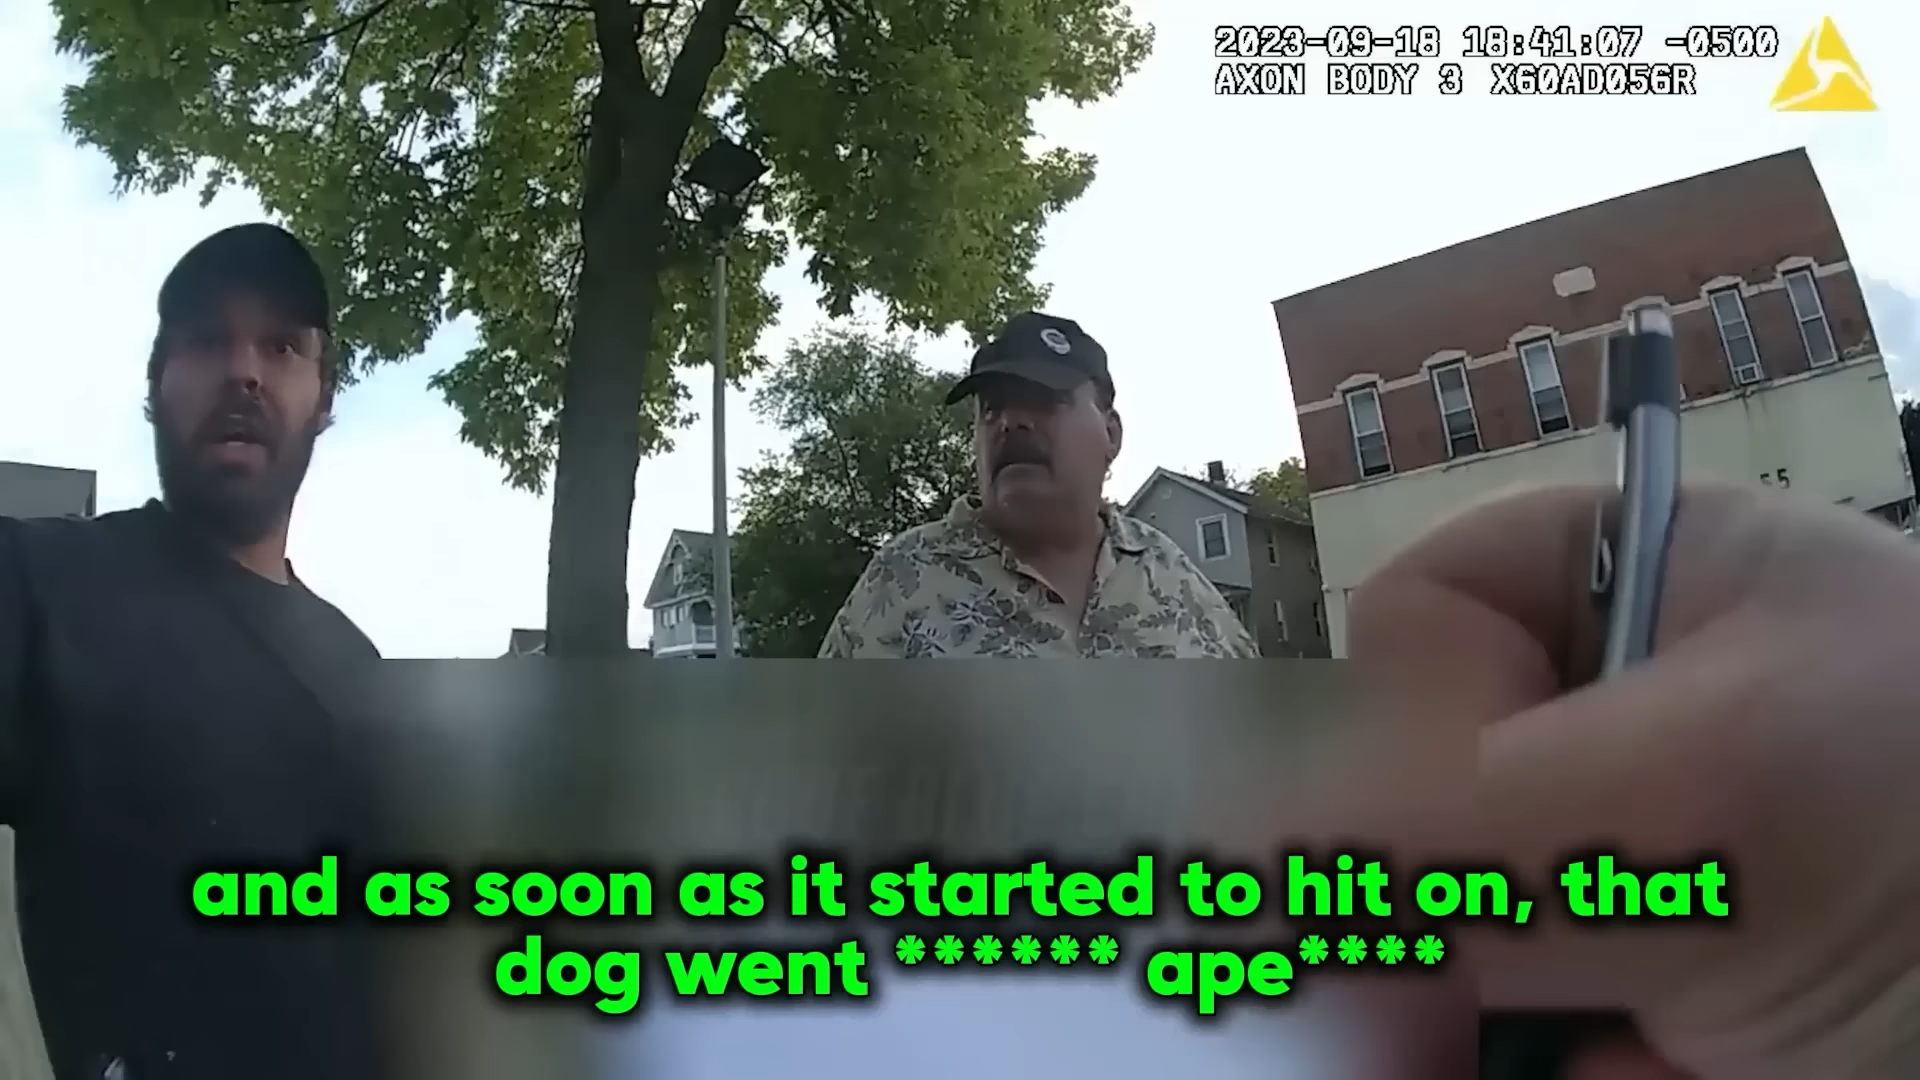 2023-09-18 18:41:07 -0500
AXON BODY 3 X60AD056R
55
and as soon as it started to hit on, that
dog went ****** ape****